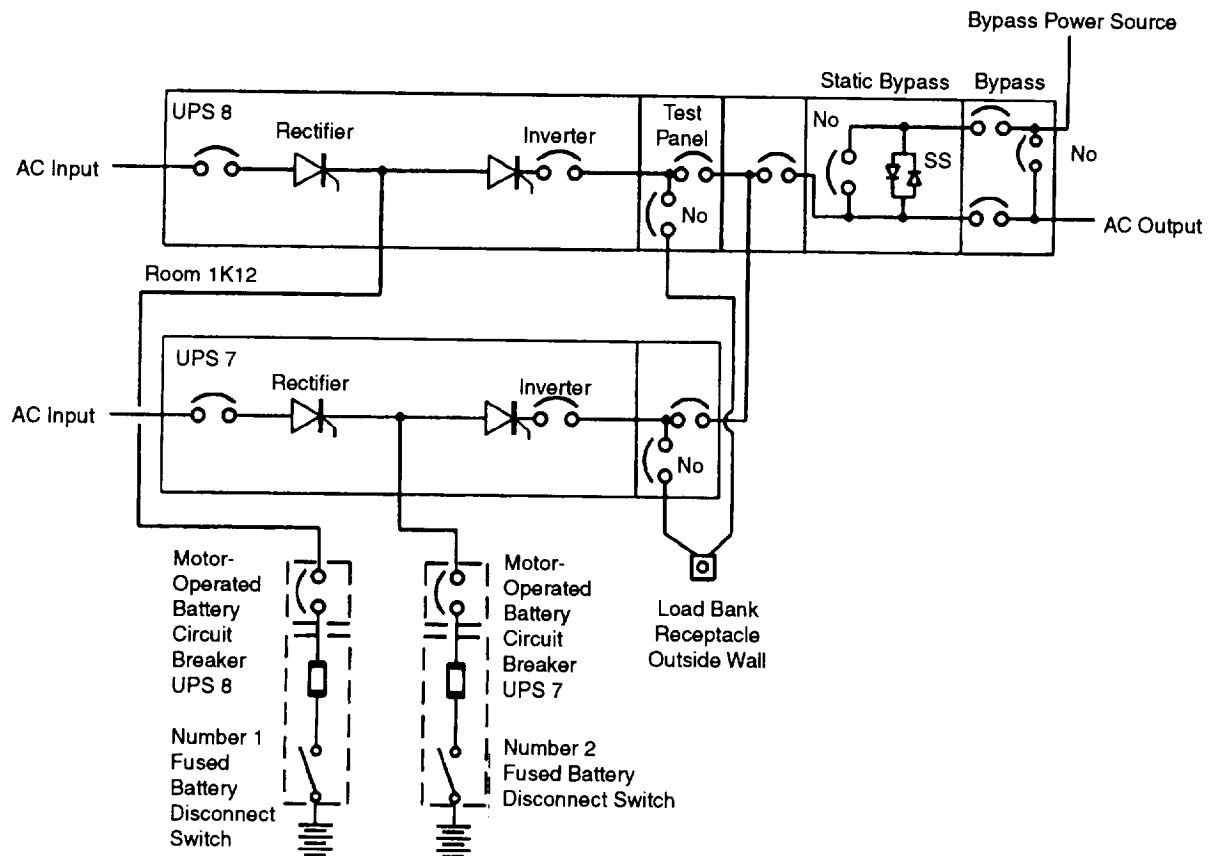 Bypass Power Source
Static Bypass
Bypass
UPS 8
Rectifier
Inverter
Test
Panel
No
SS
No
AC Input
No
AC Output
Room 1K12
UPS 7
Rectifier
Inverter
AC Input
No
Motor-
Operated
Battery
Circuit
Breaker
UPS 8
Motor-
Operated
Battery
Circuit
Breaker
UPS 7
Load Bank
Receptacle
Outside Wall
Number 1
Fused
Battery
Disconnect
Switch
Number 2
Fused Battery
Disconnect Switch